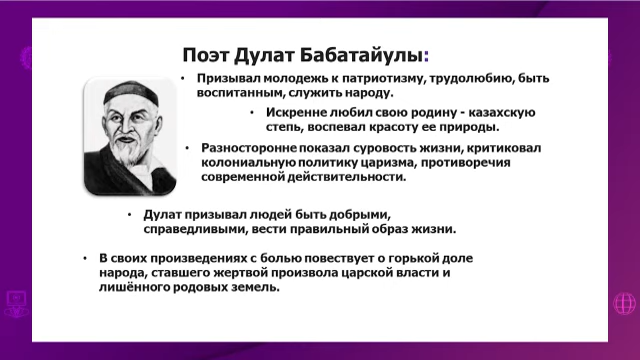 Поэт Дулат Бабатайулы:
• Призывал молодежь к патриотизму, трудолюбию, быть
воспитанным, служить народу.
• Искренне любил свою родину - казахскую
степь, воспевал красоту ее природы.
• Разносторонне показал суровость жизни, критиковал
колониальную политику царизма, противоречия
современной действительности.
• Дулат призывал людей быть добрыми,
справедливыми, вести правильный образ жизни.
• В своих произведениях с болью повествует о горькой доле
народа, ставшего жертвой произвола царской власти и
лишённого родовых земель.